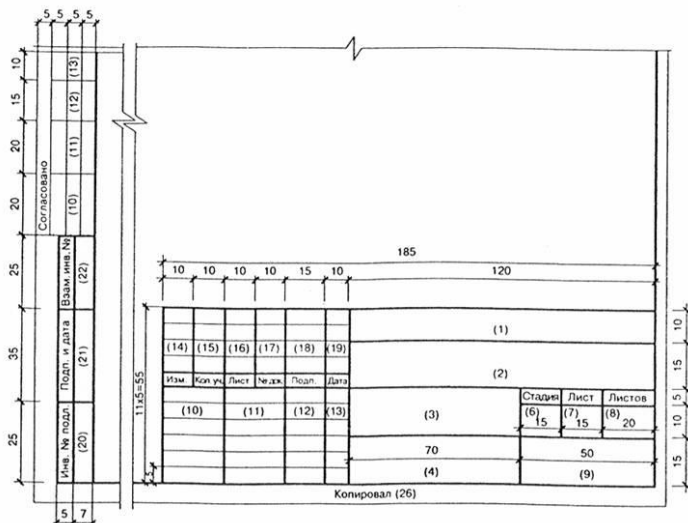 5 5 5 5
10 15 20 20 25 35 25
Согласовано
(13)
(12)
(11)
(10)
Взам. инв. №
(22)
Подп. и дата
(21)
Инв. № подл.
(20)
5 7
185
10 10 10 10 15 10 120
11x5=55
5
(1)
(14) (15) (16) (17) (18) (19)
(2)
Изм. Кол. уч. Лист № док. Подп. Дата
Стадия Лист Листов
(10) (11) (12) (13)
(3)
(6) (7) (8)
15 15 20
70 50
(4) (9)
10 15 5 10 15
Копировал (26)